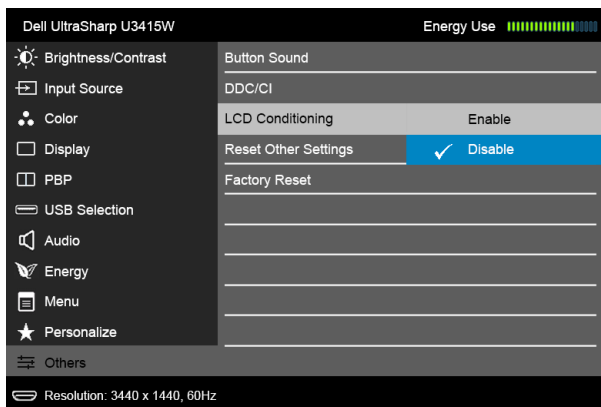 Dell UltraSharp U3415W
Energy Use
Brightness/Contrast
Button Sound
Input Source
DDC/CI
Color
LCD Conditioning
Enable
Display
Reset Other Settings
Disable
PBP
Factory Reset
USB Selection
Audio
Energy
Menu
Personalize
Others
Resolution: 3440 x 1440, 60Hz